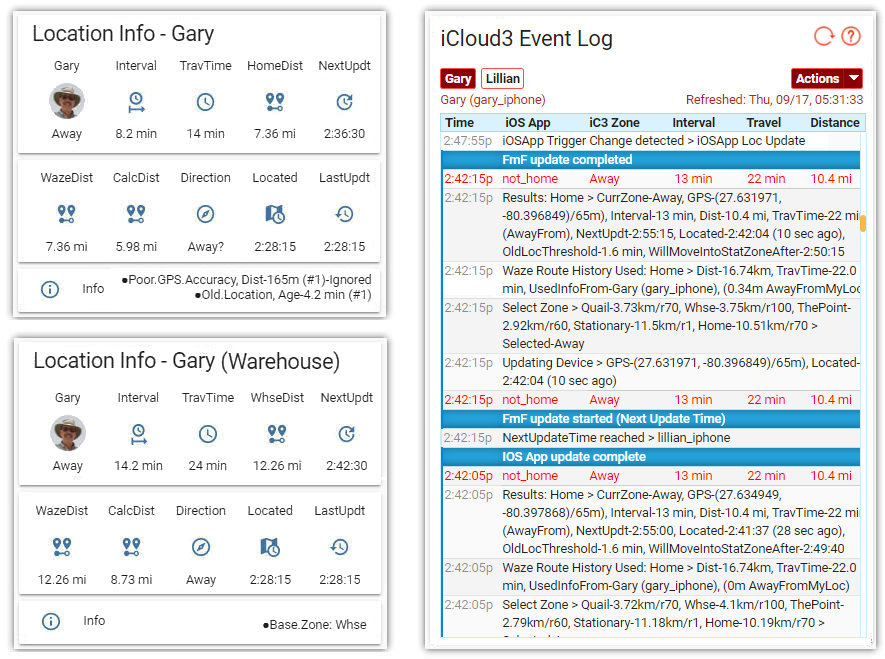 Location Info - Gary
Gary Interval TravTime HomeDist NextUpdt
Away 8.2 min 14 min 7.36 mi 2:36:30
WazeDist CalcDist Direction Located LastUpdt
7.36 mi 5.98 mi Away? 2:28:15 2:28:15
Info
●Poor.GPS.Accuracy, Dist-165m (#1)-Ignored
●Old.Location, Age-4.2 min (#1)
Location Info - Gary (Warehouse)
Gary Interval TravTime WhseDist NextUpdt
Away 14.2 min 24 min 12.26 mi 2:42:30
WazeDist CalcDist Direction Located LastUpdt
12.26 mi 8.73 mi Away 2:28:15 2:28:15
Info ●Base.Zone: Whse
iCloud3 Event Log
Gary Lillian Actions
Gary (gary_iphone) Refreshed: Thu, 09/17, 05:31:33
Time iOS App iC3 Zone Interval Travel Distance
2:47:55p iOSApp Trigger Change detected > iOSApp Loc Update
FmF update completed
2:42:15p not_home Away 13 min 22 min 10.4 mi
2:42:15p Results: Home > CurrZone-Away, GPS-(27.631971,
-80.396849)/65m), Interval-13 min, Dist-10.4 mi, TravTime-22 mi
(AwayFrom), NextUpdt-2:55:15, Located-2:42:04 (10 sec ago),
OldLocThreshold-1.6 min, WillMoveIntoStatZoneAfter-2:50:15
2:42:15p Waze Route History Used: Home > Dist-16.74km, TravTime-22.0
min, UsedInfoFrom-Gary (gary_iphone), (0.34m AwayFromMyLoc
2:42:15p Select Zone > Quail-3.73km/r70, Whse-3.75km/r100, ThePoint-
2.92km/r60, Stationary-11.5km/r1, Home-10.51km/r70 >
Selected-Away
2:42:15p Updating Device > GPS-(27.631971, -80.396849)/65m), Located-
2:42:04 (10 sec ago)
2:42:15p not_home Away 13 min 22 min 10.4 mi
FmF update started (Next Update Time)
2:42:15p NextUpdateTime reached > lillian_iphone
IOS App update complete
2:42:05p not_home Away 13 min 22 min 10.4 mi
2:42:05p Results: Home > CurrZone-Away, GPS-(27.634949,
-80.397868)/65m), Interval-13 min, Dist-10.4 mi, TravTime-22 mi
(AwayFrom), NextUpdt-2:55:00, Located-2:41:37 (28 sec ago),
OldLocThreshold-1.6 min, WillMoveIntoStatZoneAfter-2:49:40
2:42:05p Waze Route History Used: Home > Dist-16.74km, TravTime-22.0
min, UsedInfoFrom-Gary (gary_iphone), (0m AwayFromMyLoc)
2:42:05p Select Zone > Quail-3.72km/r70, Whse-4.1km/r100, ThePoint-
2.79km/r60, Stationary-11.18km/r1, Home-10.19km/r70 >